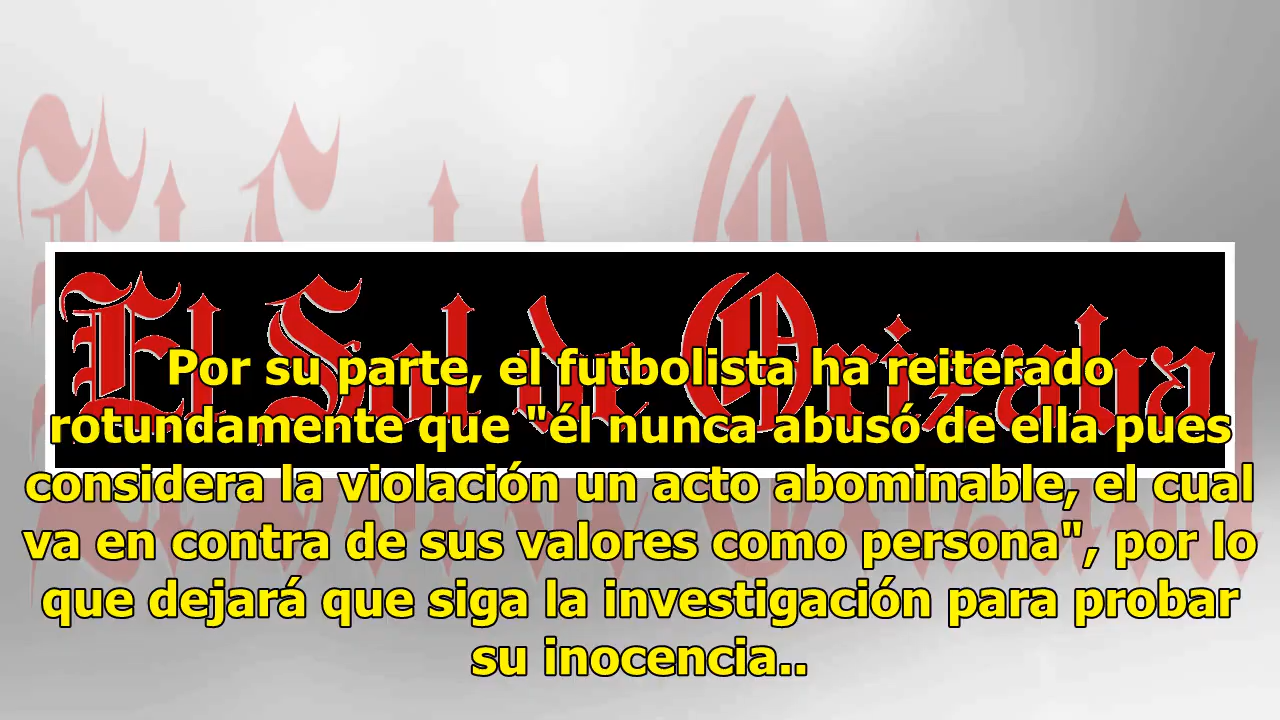 El Sol de Orizaba
Por su parte, el futbolista ha reiterado
rotundamente que "él nunca abusó de ella pues
considera la violación un acto abominable, el cual
va en contra de sus valores como persona", por lo
que dejará que siga la investigación para probar
su inocencia..